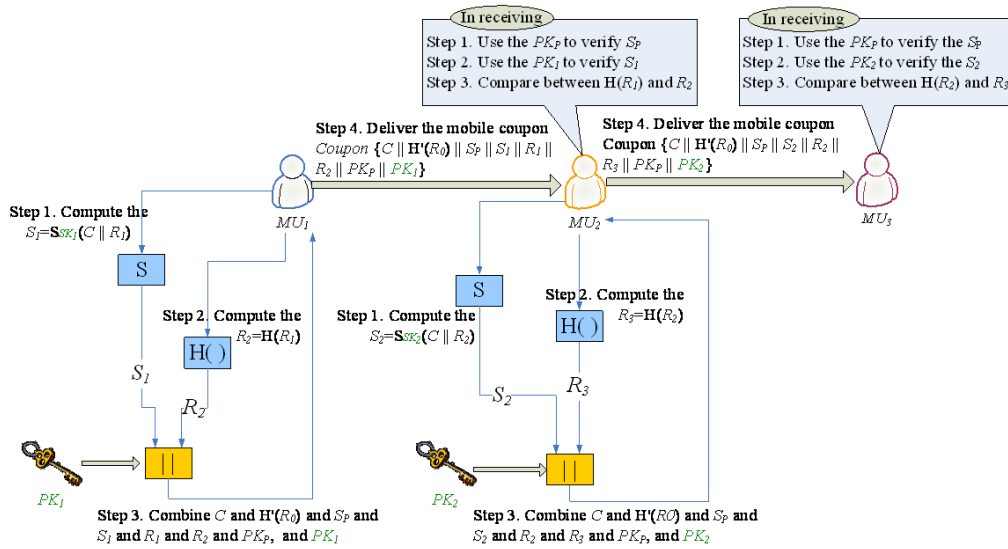 In receiving
Step 1. Use the PKP to verify SP
Step 2. Use the PK1 to verify S1
Step 3. Compare between H(R1) and R2
In receiving
Step 1. Use the PKP to verify the SP
Step 2. Use the PK2 to verify the S2
Step 3. Compare between H(R2) and R3
Step 4. Deliver the mobile coupon
Coupon {C || H'(R0) || SP || S1 || R1 ||
R2 || PKP || PK1}
Step 4. Deliver the mobile coupon
Coupon {C || H'(R0) || SP || S2 || R2 ||
R3 || PKP || PK2}
MU1
MU2
MU3
Step 1. Compute the
S1=SSK1(C || R1)
S
Step 2. Compute the
R2=H(R1)
H( )
S1
R2
||
PK1
Step 3. Combine C and H'(R0) and SP and
S1 and R1 and R2 and PKP, and PK1
S
Step 1. Compute the
S2=SSK2(C || R2)
Step 2. Compute the
R3=H(R2)
H( )
S2
R3
||
PK2
Step 3. Combine C and H'(RO) and SP and
S2 and R2 and R3 and PKP, and PK2